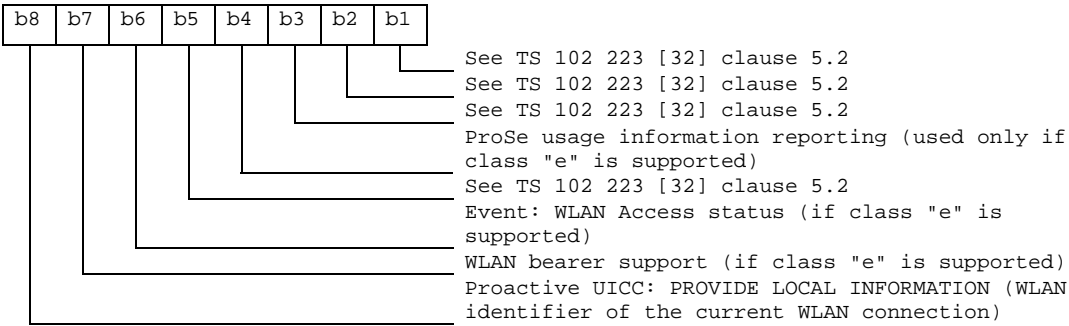 b8 b7 b6 b5 b4 b3 b2 b1
See TS 102 223 [32] clause 5.2
See TS 102 223 [32] clause 5.2
See TS 102 223 [32] clause 5.2
ProSe usage information reporting (used only if
class "e" is supported)
See TS 102 223 [32] clause 5.2
Event: WLAN Access status (if class "e" is
supported)
WLAN bearer support (if class "e" is supported)
Proactive UICC: PROVIDE LOCAL INFORMATION (WLAN
identifier of the current WLAN connection)